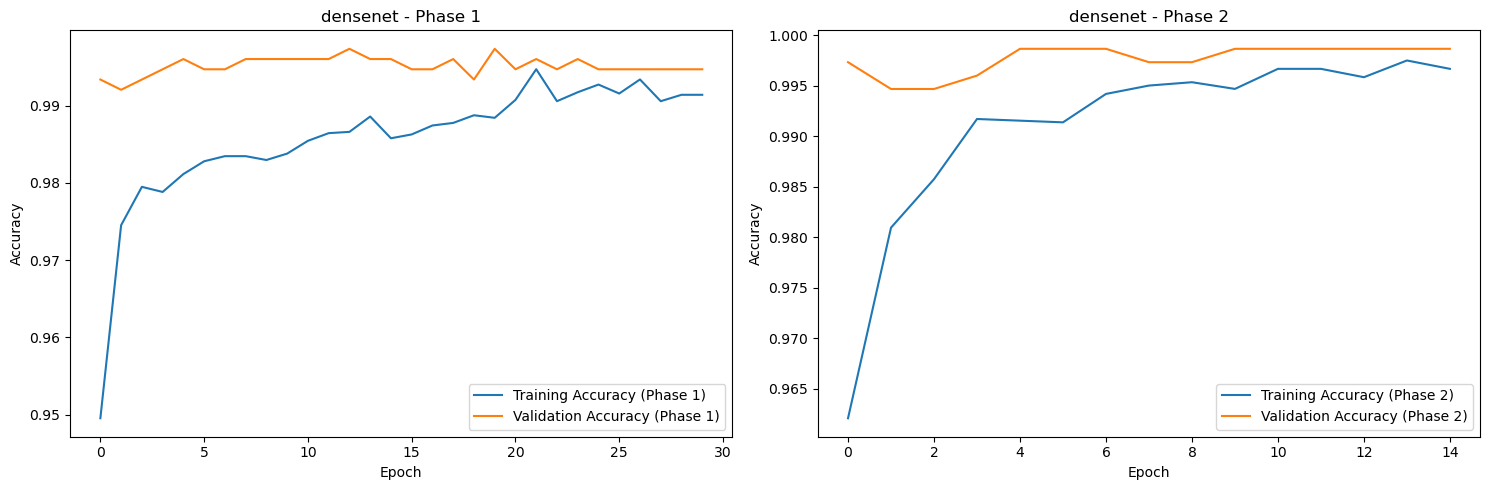 densenet - Phase 1
Accuracy
0.99
0.98
0.97
0.96
0.95
0
5
10
15
20
25
30
Epoch
Training Accuracy (Phase 1)
Validation Accuracy (Phase 1)
densenet - Phase 2
Accuracy
1.000
0.995
0.990
0.985
0.980
0.975
0.970
0.965
0
2
4
6
8
10
12
14
Epoch
Training Accuracy (Phase 2)
Validation Accuracy (Phase 2)